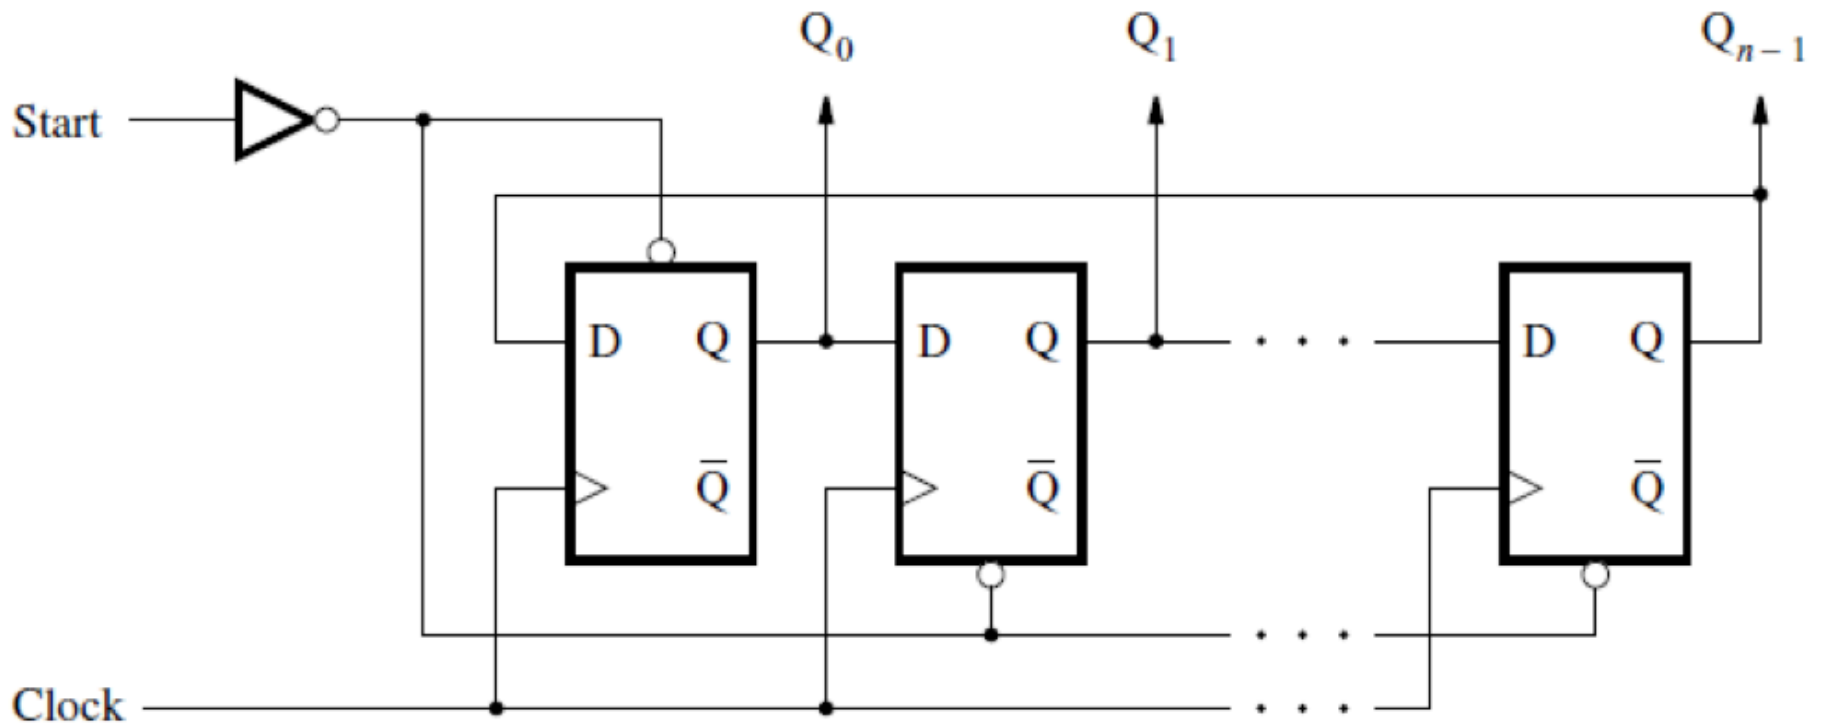 Q₀ Q₁ Qₙ₋₁
Start
D Q D Q D Q
Q̅ Q̅ Q̅
Clock